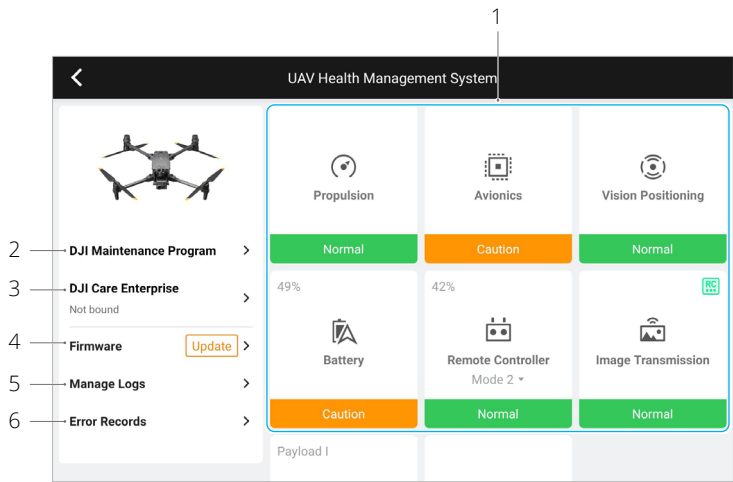 1
UAV Health Management System
Propulsion
Normal
Avionics
Caution
Vision Positioning
Normal
2
DJI Maintenance Program
3
DJI Care Enterprise
Not bound
4
Firmware
Update
5
Manage Logs
6
Error Records
49%
Battery
Caution
42%
Remote Controller
Mode 2
Normal
RC
Image Transmission
Normal
Payload I